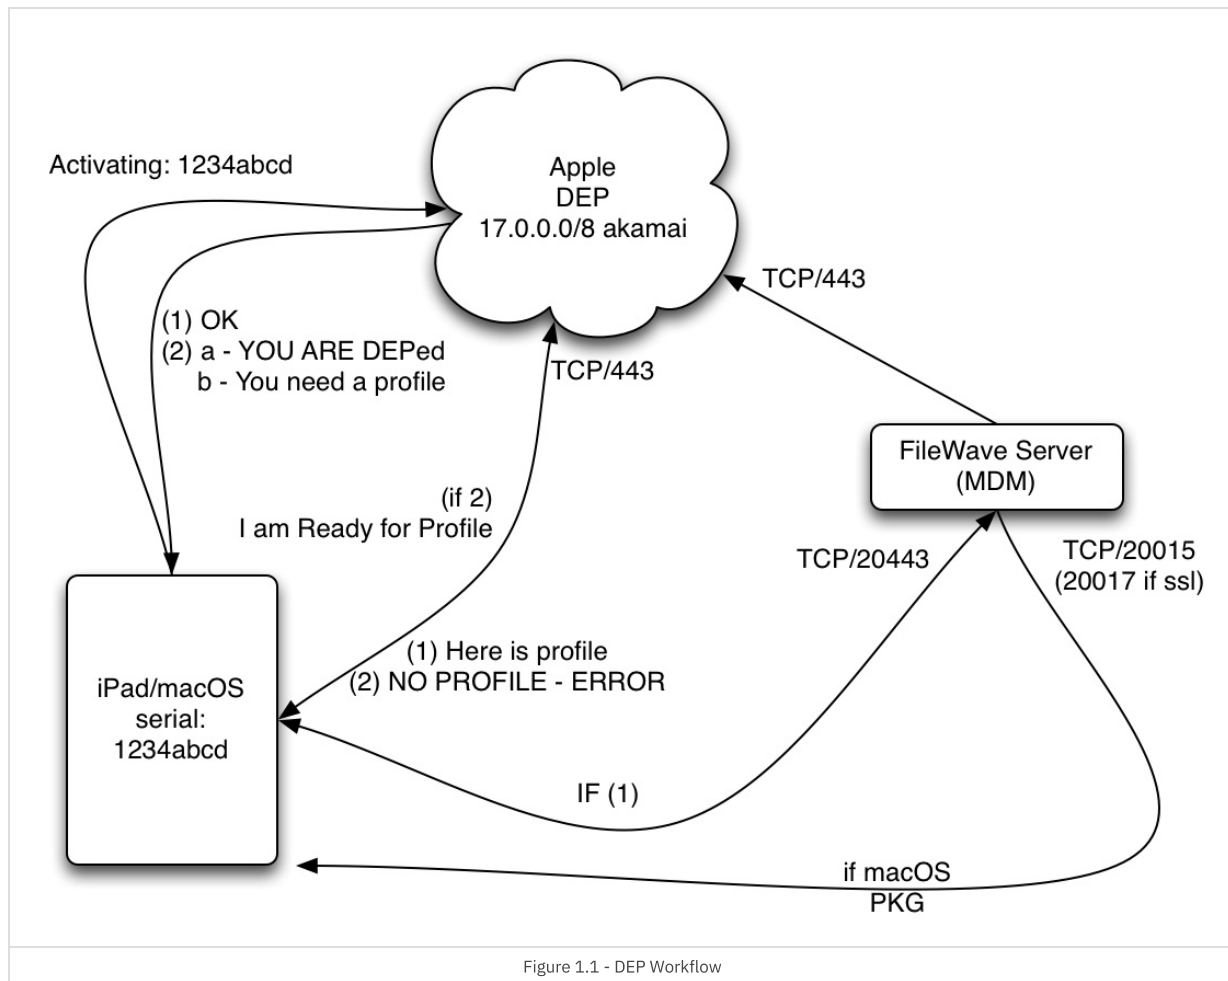 Activating: 1234abcd
Apple
DEP
17.0.0.0/8 akamai
TCP/443
(1) OK
(2) a - YOU ARE DEPed
b - You need a profile
TCP/443
FileWave Server
(MDM)
(if 2)
I am Ready for Profile
TCP/20443
TCP/20015
(20017 if ssl)
(1) Here is profile
(2) NO PROFILE - ERROR
iPad/macOS
serial:
1234abcd
IF (1)
if macOS
PKG
Figure 1.1 - DEP Workflow